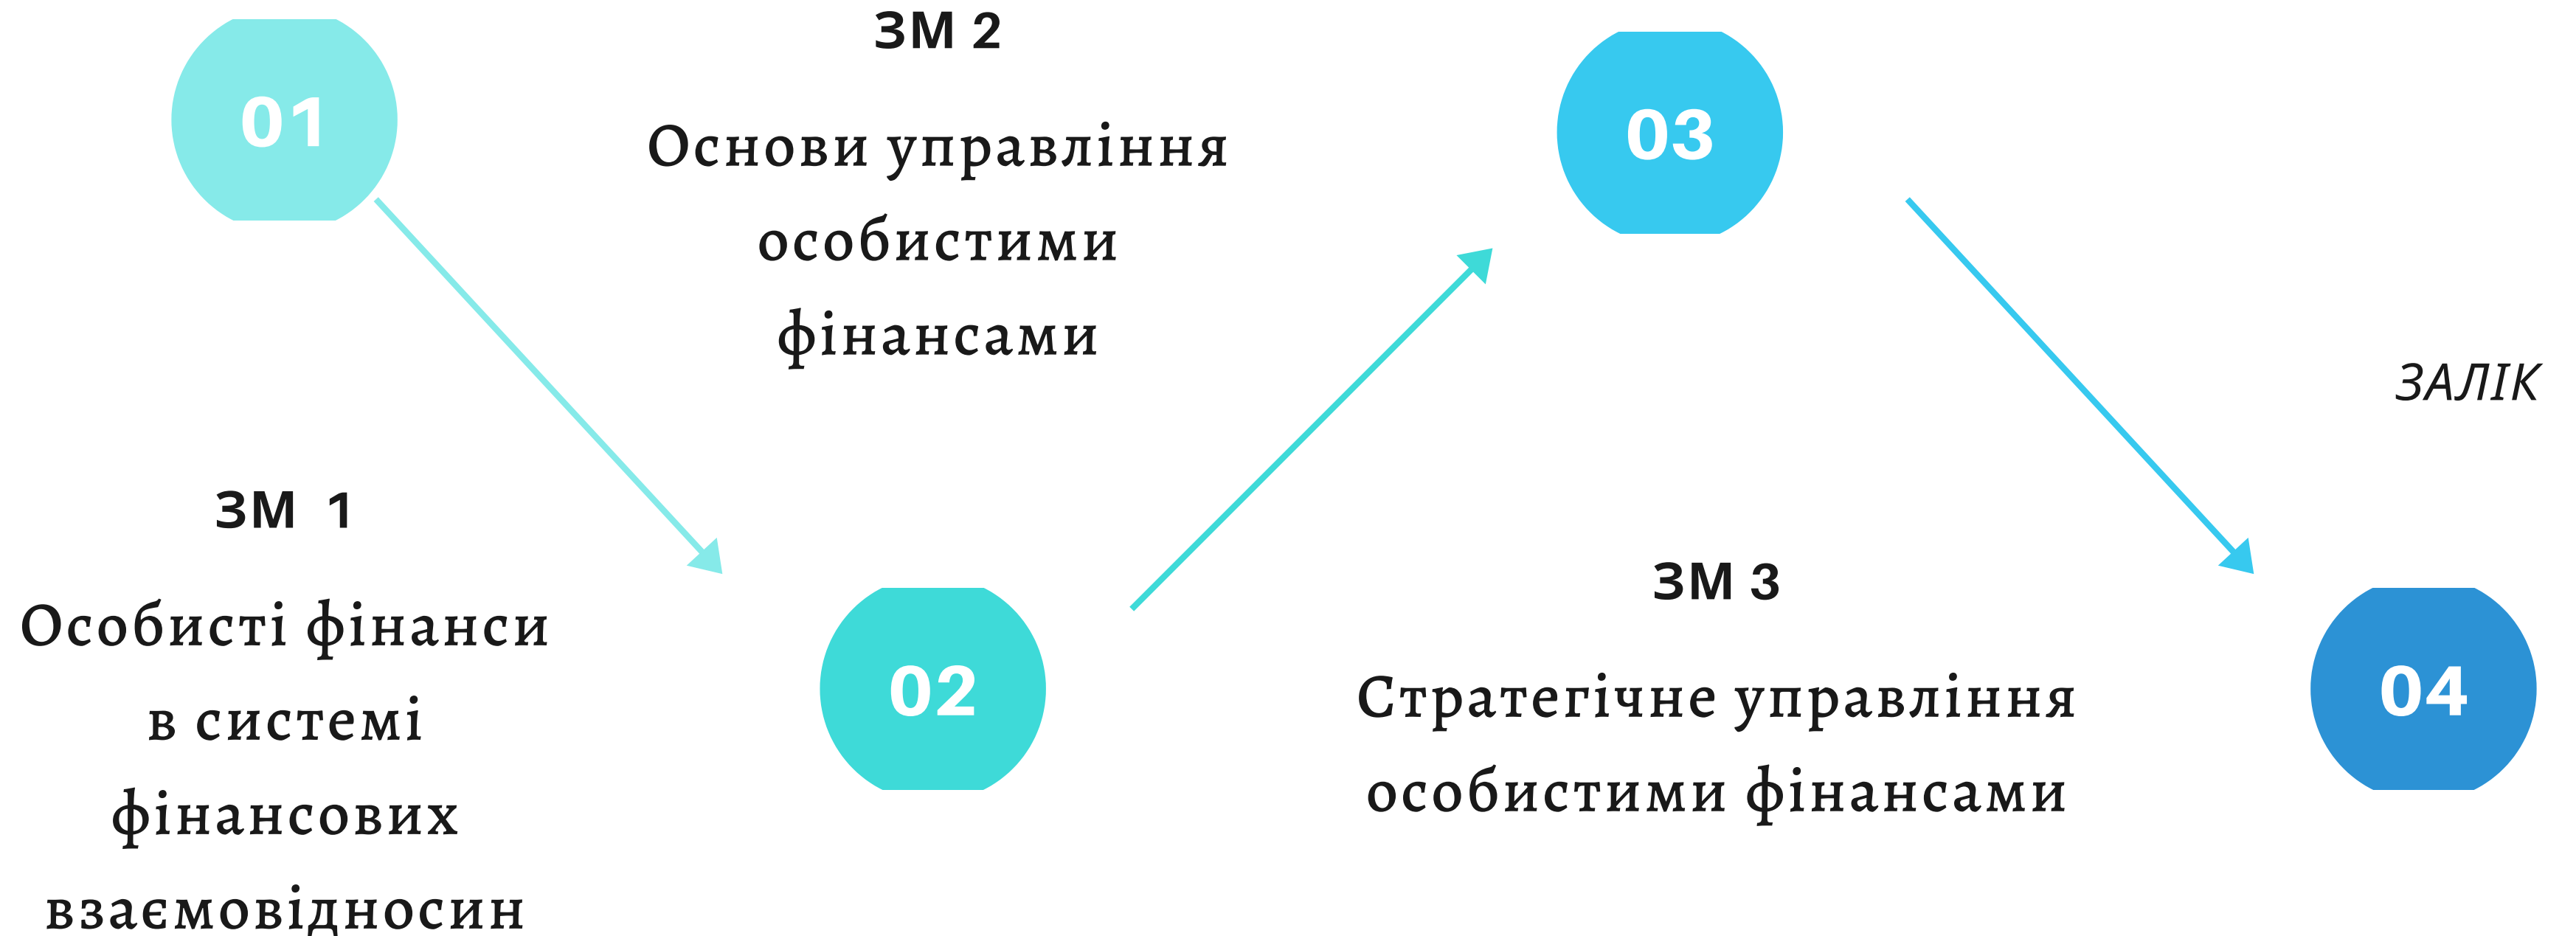 01
ЗМ 1
Особисті фінанси
в системі
фінансових
взаємовідносин
ЗМ 2
Основи управління
особистими
фінансами
02
03
ЗМ 3
Стратегічне управління
особистими фінансами
ЗАЛІК
04